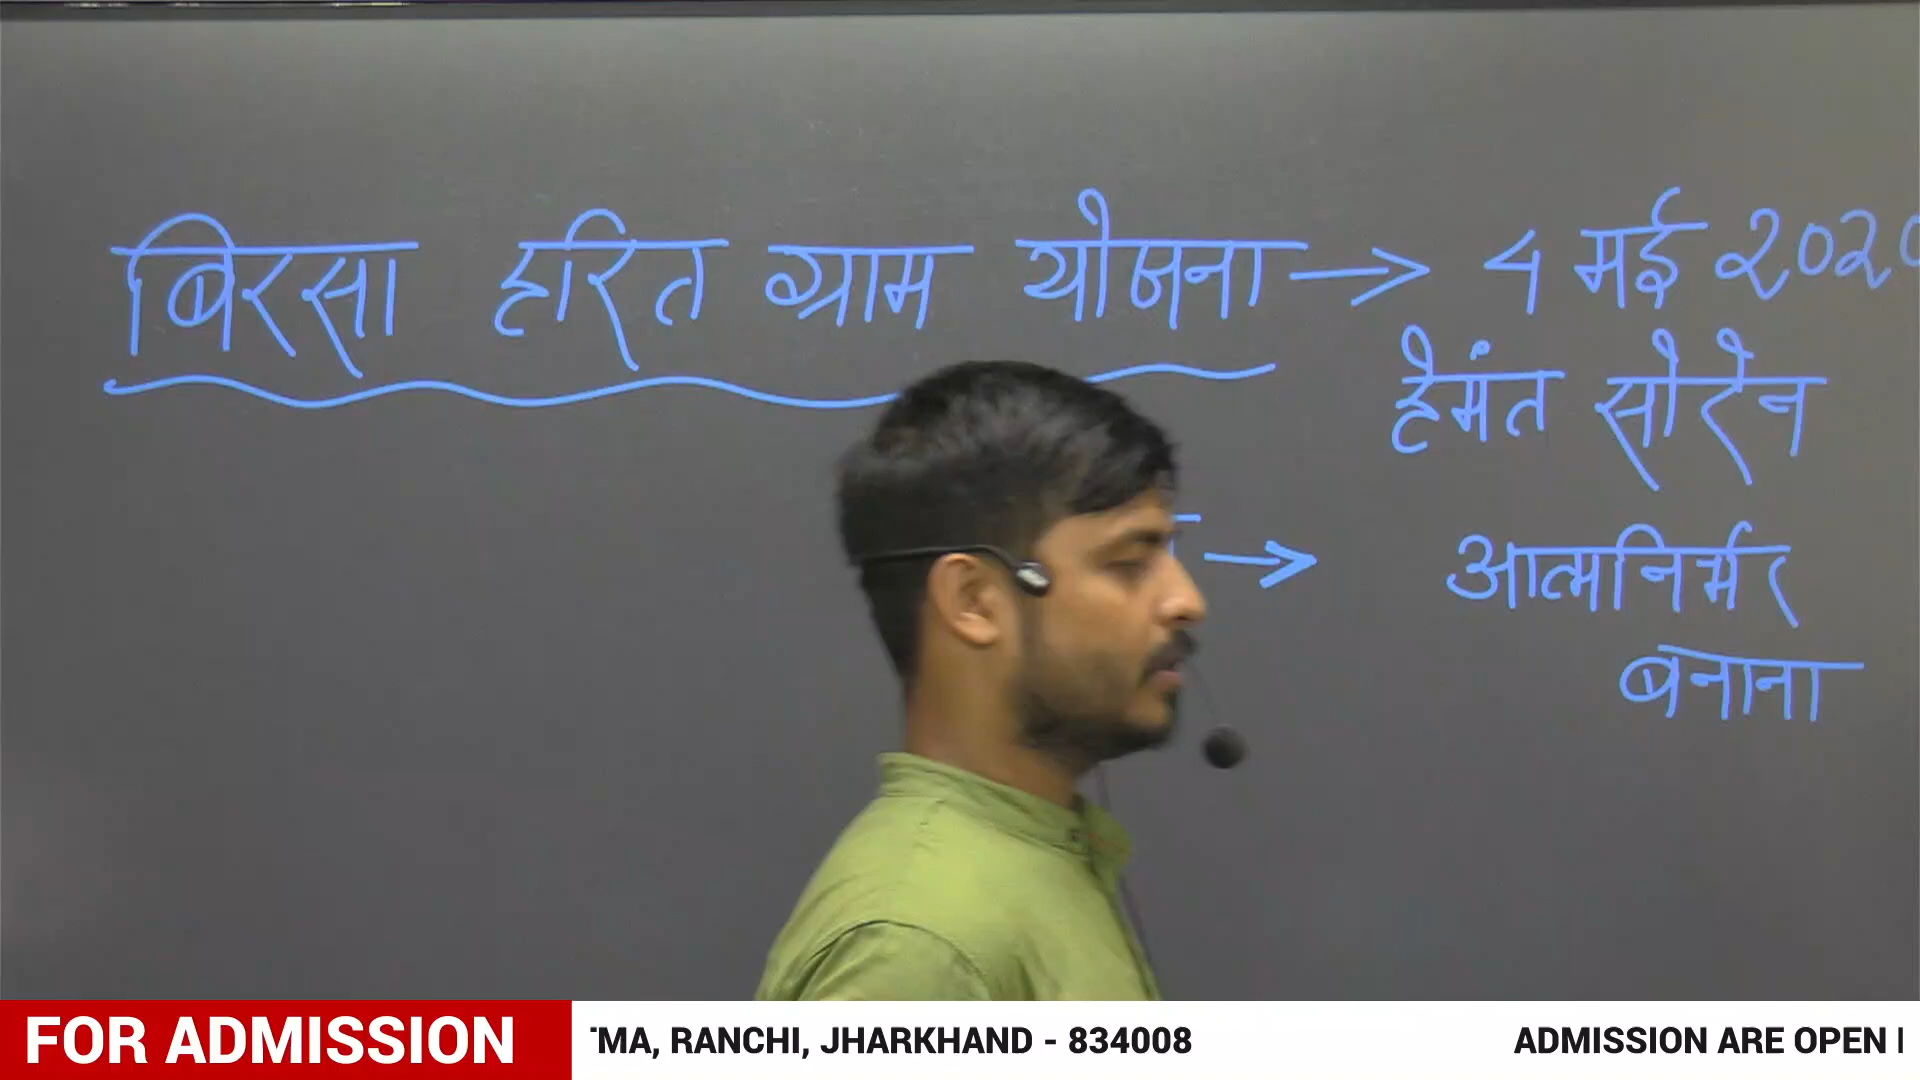 बिरसा हरित ग्राम योजना → 4 मई 2020
हेमंत सोरेन
→ आत्मनिर्भर
बनाना
FOR ADMISSION
MA, RANCHI, JHARKHAND - 834008
ADMISSION ARE OPEN